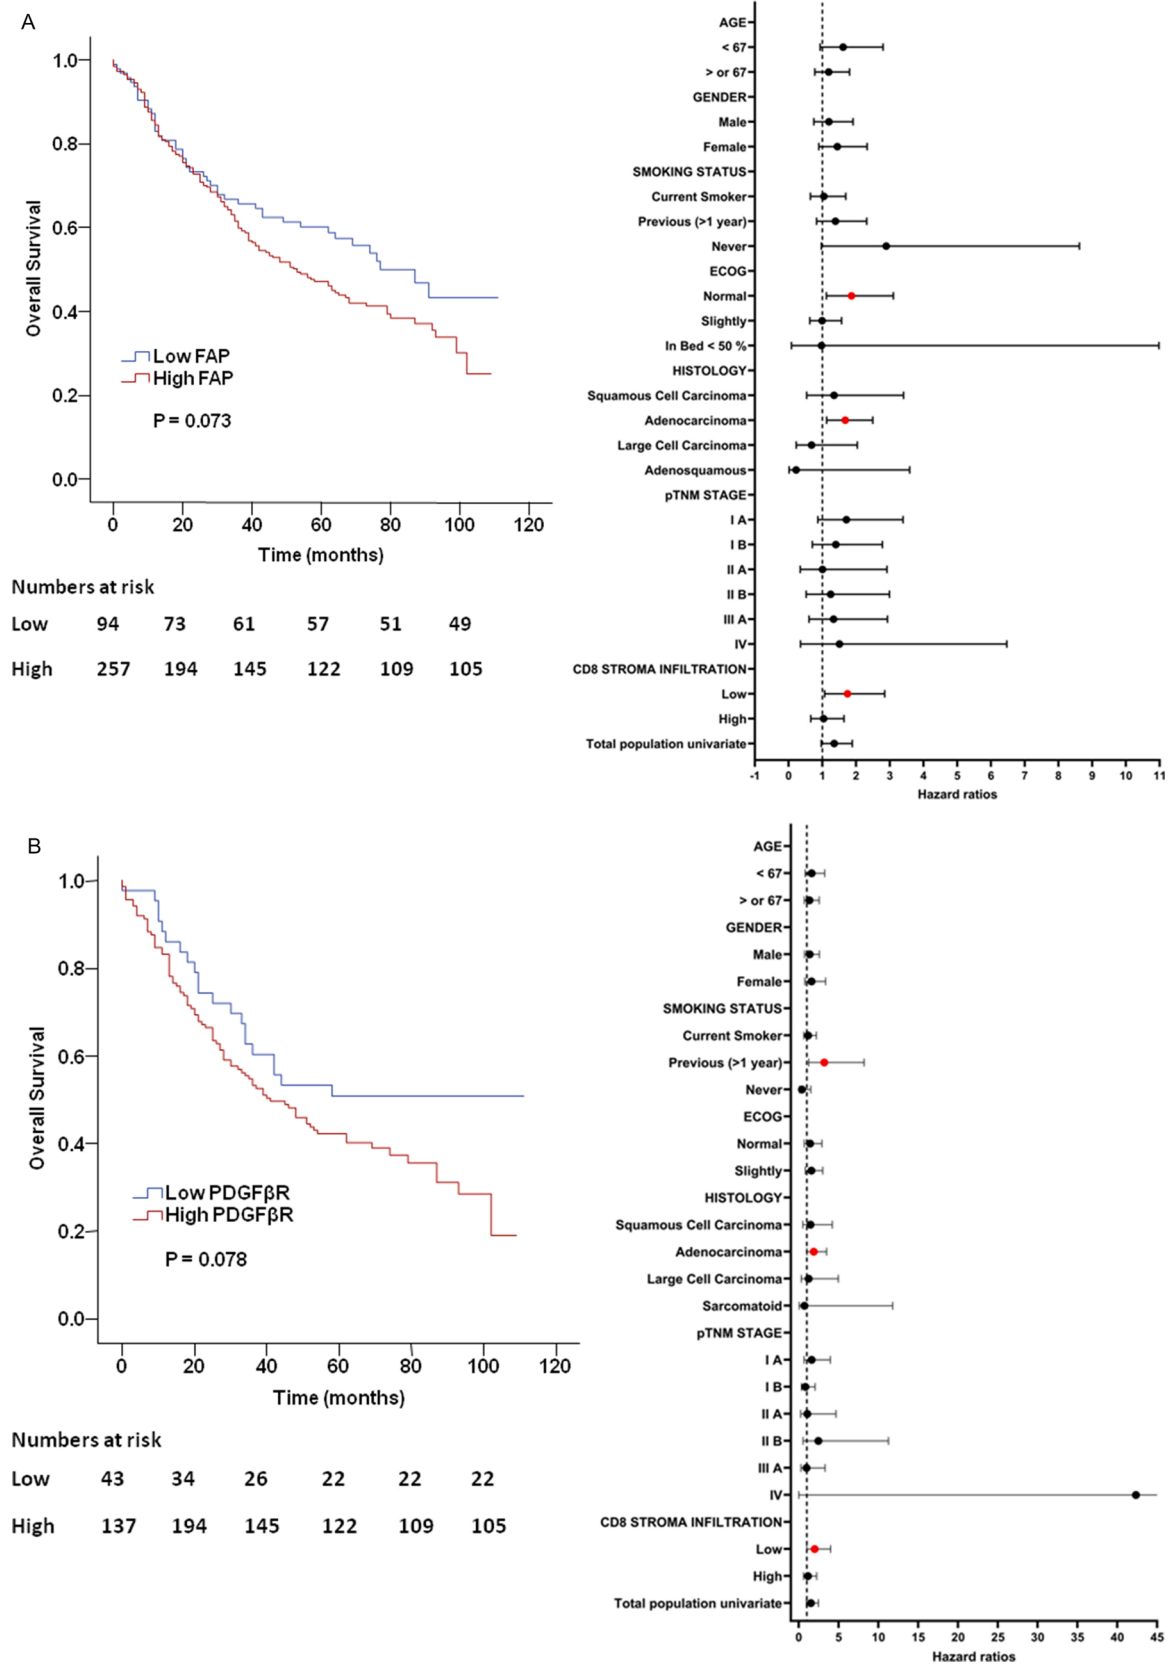 A
1.0
0.8
0.6
0.4
0.2
0.0
Overall Survival
Low FAP
High FAP
P = 0.073
0 20 40 60 80 100 120
Time (months)
Numbers at risk
Low 94 73 61 57 51 49
High 257 194 145 122 109 105
AGE
< 67
> or 67
GENDER
Male
Female
SMOKING STATUS
Current Smoker
Previous (>1 year)
Never
ECOG
Normal
Slightly
In Bed < 50 %
HISTOLOGY
Squamous Cell Carcinoma
Adenocarcinoma
Large Cell Carcinoma
Adenosquamous
pTNM STAGE
I A
I B
II A
II B
III A
IV
CD8 STROMA INFILTRATION
Low
High
Total population univariate
-1 0 1 2 3 4 5 6 7 8 9 10 11
Hazard ratios
B
1.0
0.8
0.6
0.4
0.2
0.0
Overall Survival
Low PDGFβR
High PDGFβR
P = 0.078
0 20 40 60 80 100 120
Time (months)
Numbers at risk
Low 43 34 26 22 22 22
High 137 194 145 122 109 105
AGE
< 67
> or 67
GENDER
Male
Female
SMOKING STATUS
Current Smoker
Previous (>1 year)
Never
ECOG
Normal
Slightly
HISTOLOGY
Squamous Cell Carcinoma
Adenocarcinoma
Large Cell Carcinoma
Sarcomatoid
pTNM STAGE
I A
I B
II A
II B
III A
IV
CD8 STROMA INFILTRATION
Low
High
Total population univariate
0 5 10 15 20 25 30 35 40 45
Hazard ratios